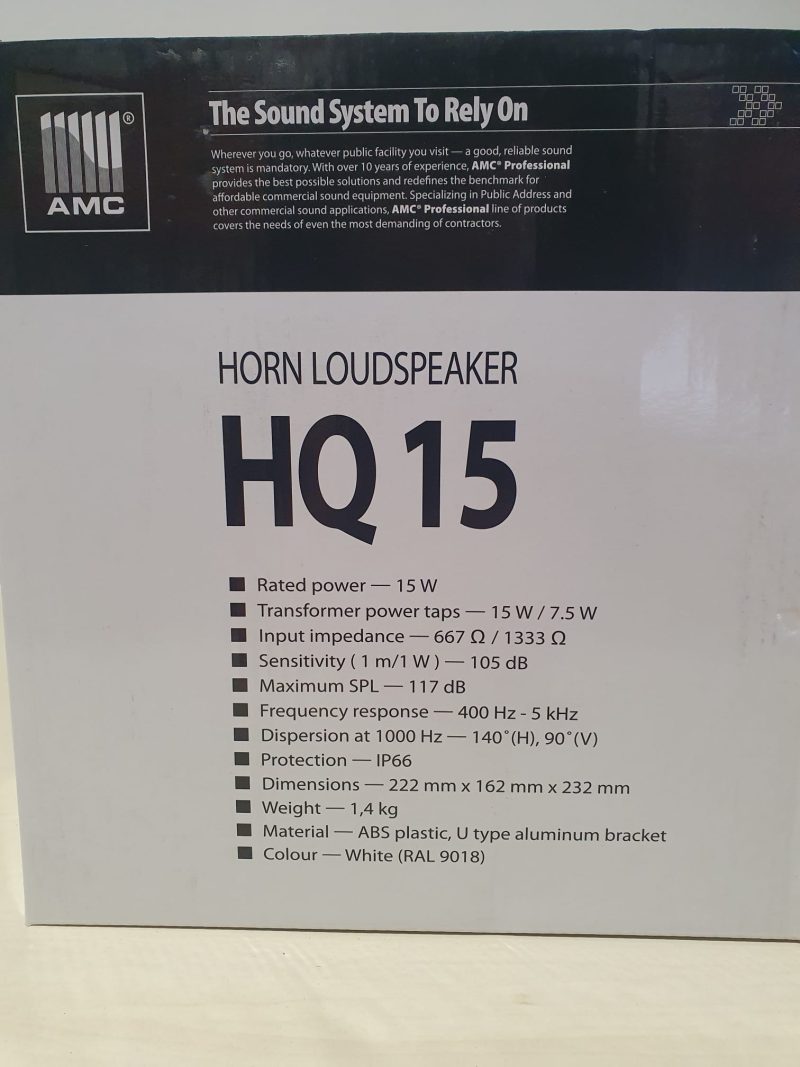 The Sound System To Rely On
Wherever you go, whatever public facility you visit — a good, reliable sound
system is mandatory. With over 10 years of experience, AMC® Professional
provides the best possible solutions and redefines the benchmark for
affordable commercial sound equipment. Specializing in Public Address and
other commercial sound applications, AMC® Professional line of products
covers the needs of even the most demanding of contractors.
®
AMC
HORN LOUDSPEAKER
HQ 15
■ Rated power — 15 W
■ Transformer power taps — 15 W / 7.5 W
■ Input impedance — 667 Ω / 1333 Ω
■ Sensitivity ( 1 m/1 W ) — 105 dB
■ Maximum SPL — 117 dB
■ Frequency response — 400 Hz - 5 kHz
■ Dispersion at 1000 Hz — 140˚(H), 90˚(V)
■ Protection — IP66
■ Dimensions — 222 mm x 162 mm x 232 mm
■ Weight — 1,4 kg
■ Material — ABS plastic, U type aluminum bracket
■ Colour — White (RAL 9018)